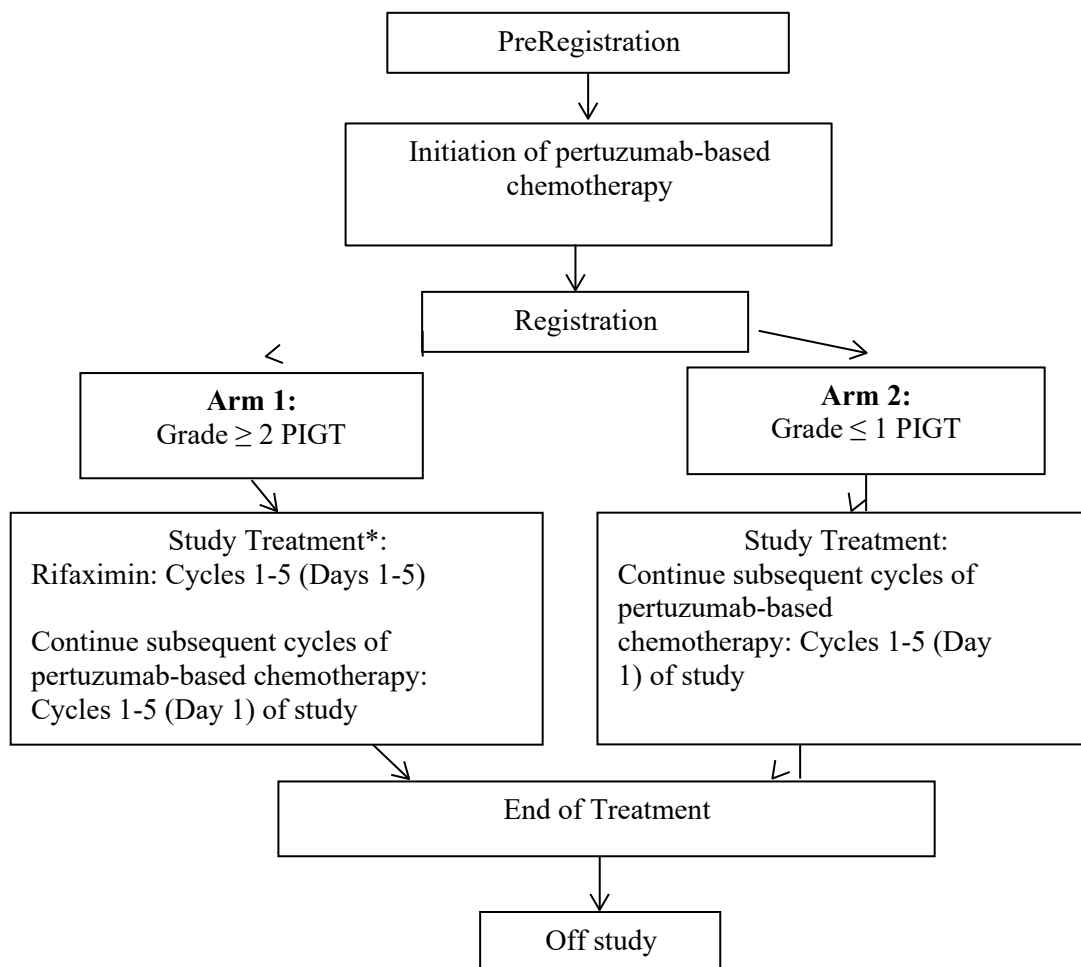 PreRegistration
Initiation of pertuzumab-based
chemotherapy
Registration
Arm 1:
Grade ≥ 2 PIGT
Arm 2:
Grade ≤ 1 PIGT
Study Treatment*:
Rifaximin: Cycles 1-5 (Days 1-5)
Continue subsequent cycles of
pertuzumab-based chemotherapy:
Cycles 1-5 (Day 1) of study
Study Treatment:
Continue subsequent cycles of
pertuzumab-based
chemotherapy: Cycles 1-5 (Day
1) of study
End of Treatment
Off study